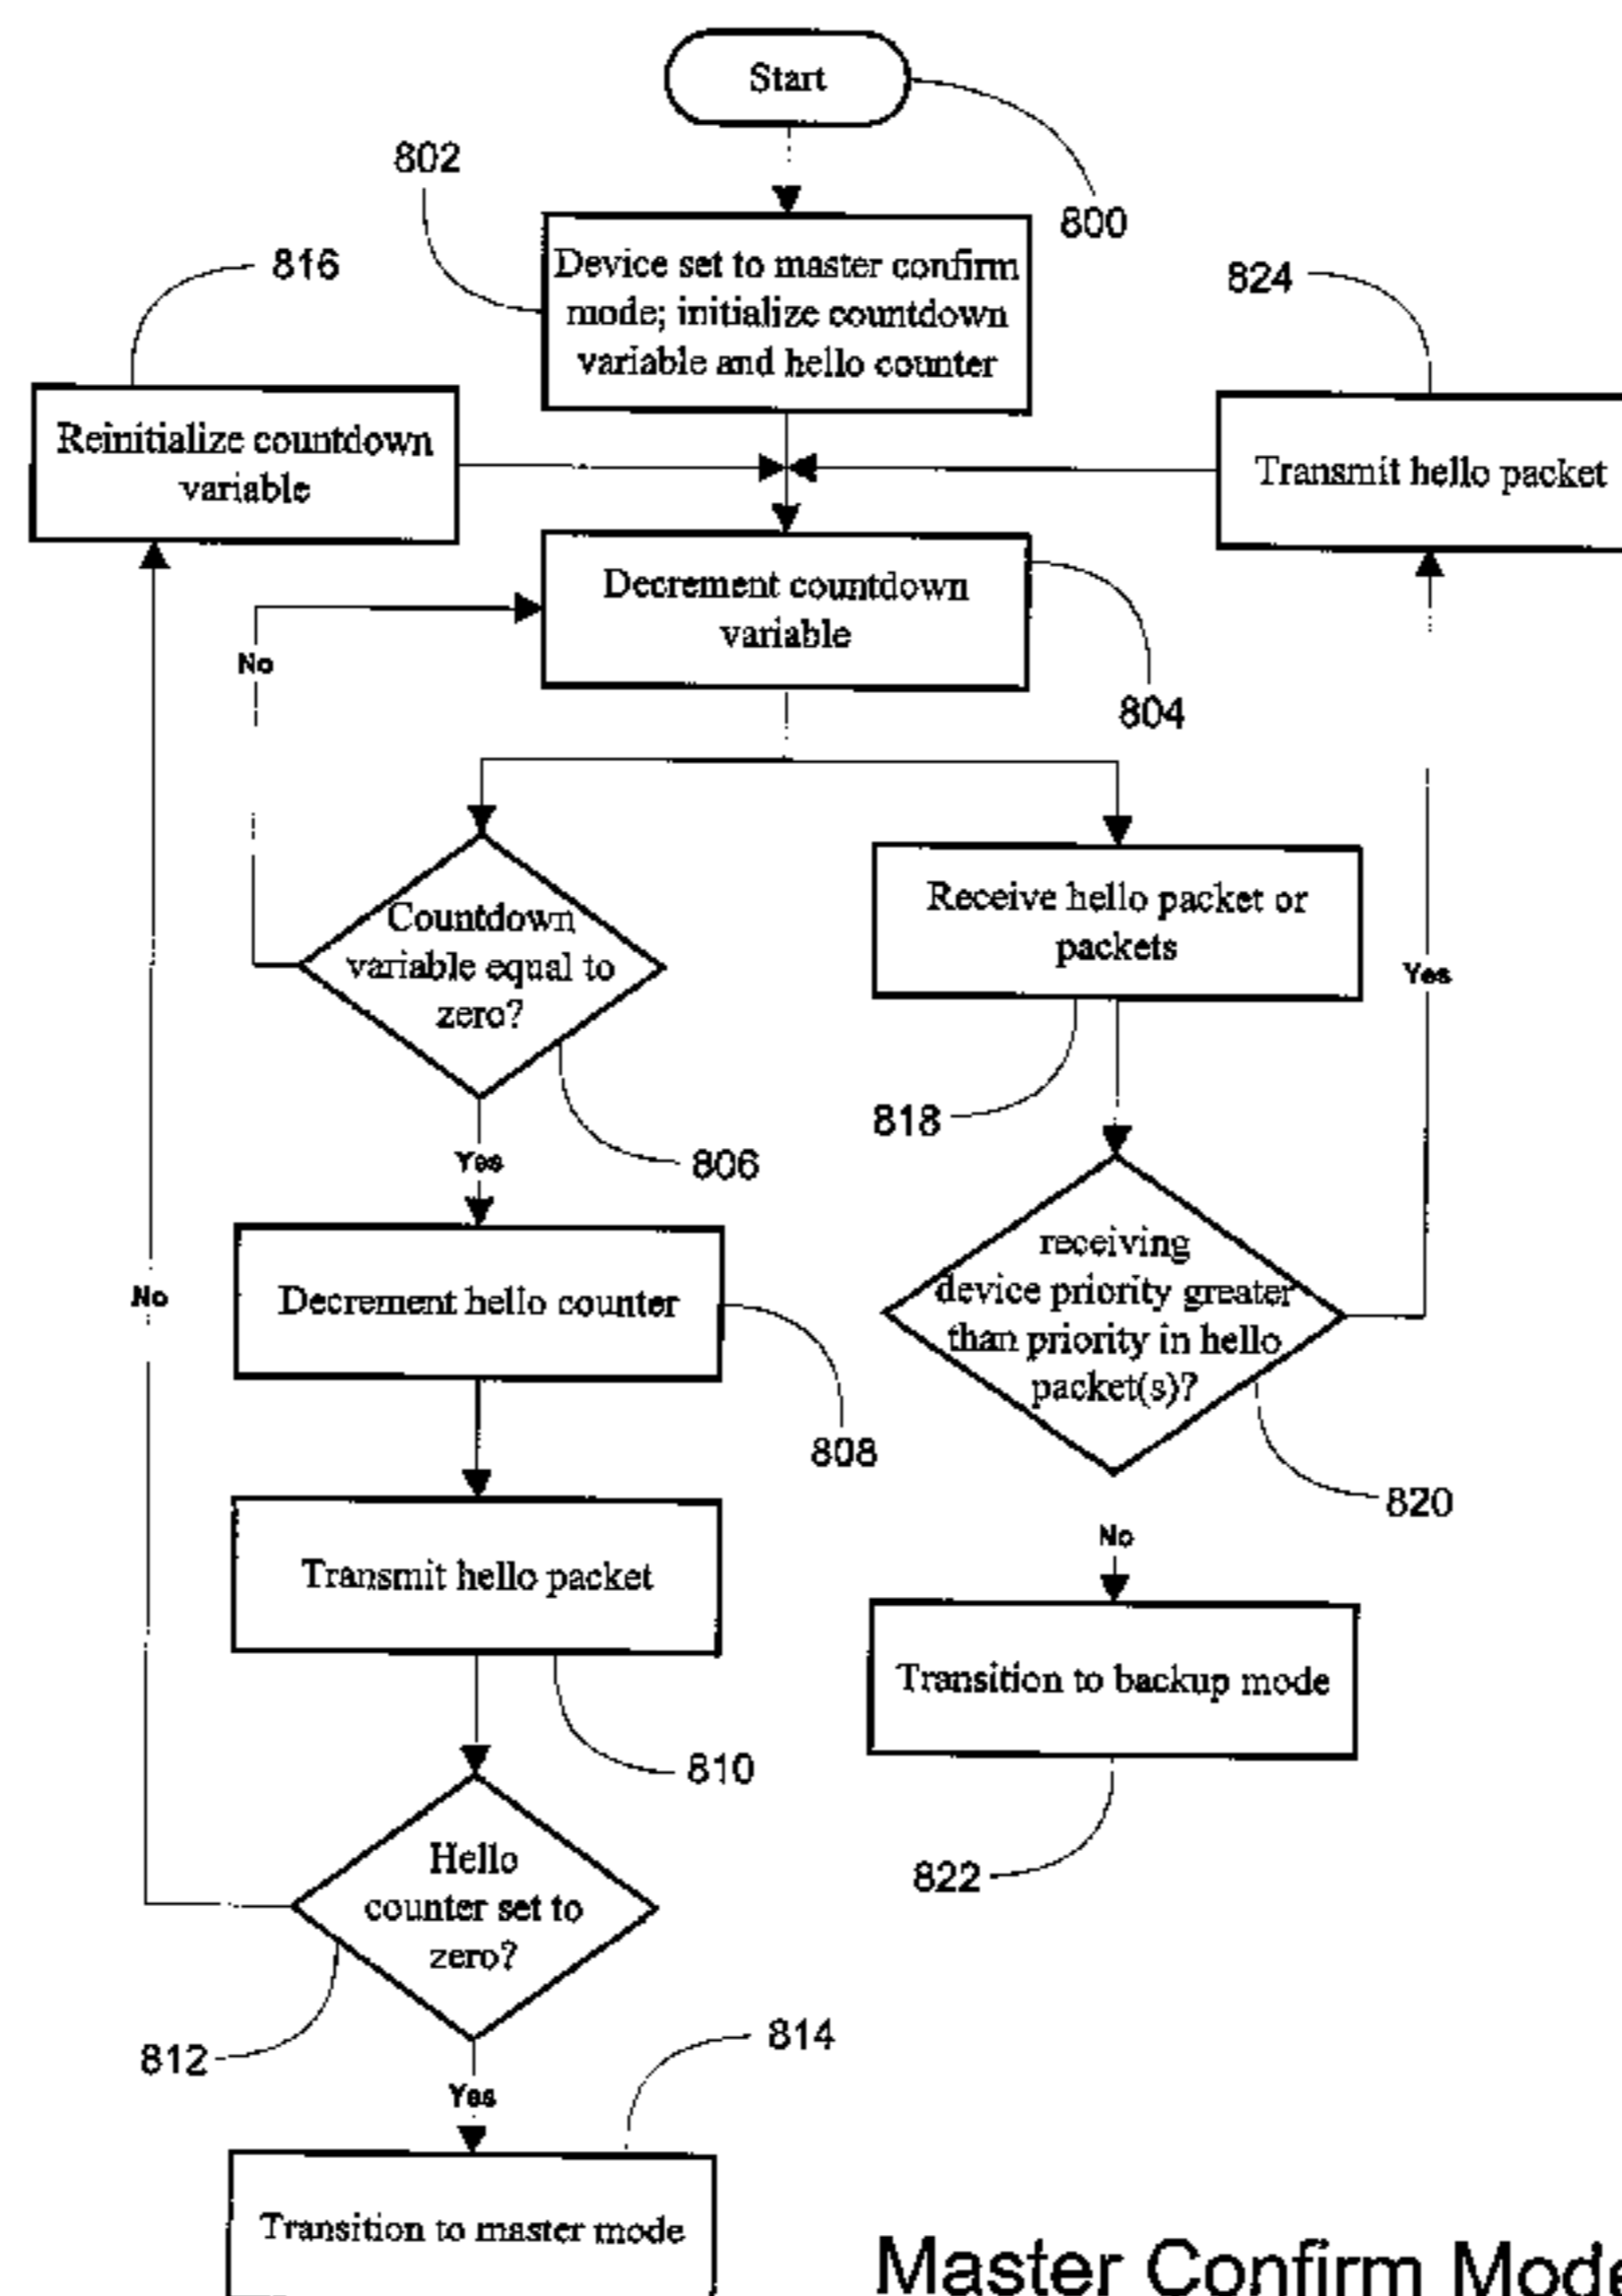 Start
802
800
Device set to master confirm
mode; initialize countdown
variable and hello counter
816
824
Reinitialize countdown
variable
Transmit hello packet
Decrement countdown
variable
No
804
Countdown
variable equal to
zero?
Receive hello packet or
packets
Yes
818
Yes
806
receiving
device priority greater
than priority in hello
packet(s)?
No
Decrement hello counter
808
820
No
Transmit hello packet
Transition to backup mode
810
Hello
counter set to
zero?
822
812
814
Yes
Transition to master mode
Master Confirm Mode